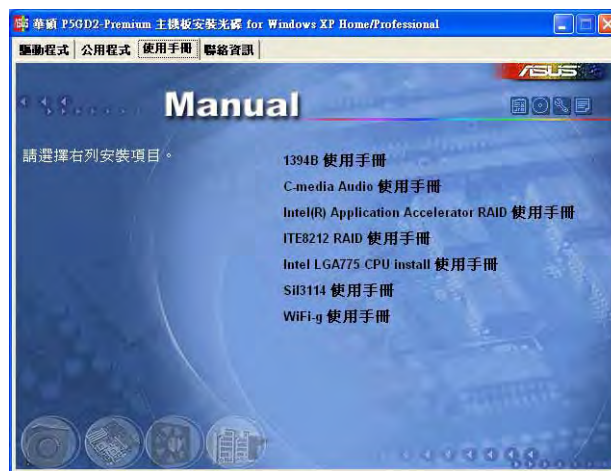 華碩 P5GD2-Premium 主機板安裝光碟 for Windows XP Home/Professional
驅動程式 公用程式 使用手冊 聯絡資訊
ASUS
Manual
請選擇右列安裝項目。
1394B 使用手冊
C-media Audio 使用手冊
Intel(R) Application Accelerator RAID 使用手冊
ITE8212 RAID 使用手冊
Intel LGA775 CPU install 使用手冊
SiI3114 使用手冊
WiFi-g 使用手冊